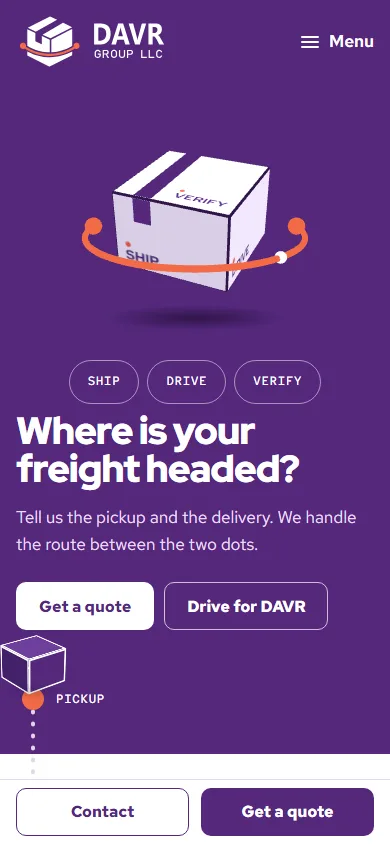 DAVR
GROUP LLC
Menu
VERIFY
SHIP
SHIP
DRIVE
VERIFY
Where is your
freight headed?
Tell us the pickup and the delivery. We handle
the route between the two dots.
Get a quote
Drive for DAVR
PICKUP
Contact
Get a quote